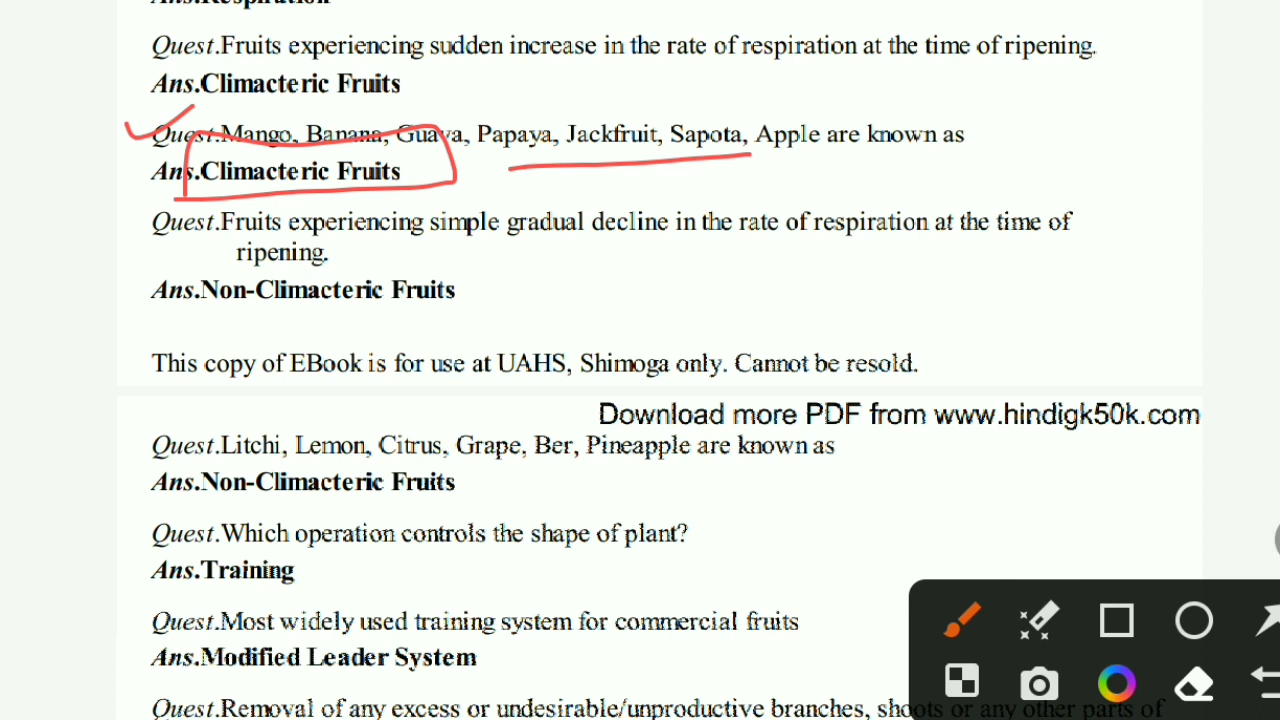 Ans.Respiration
Quest.Fruits experiencing sudden increase in the rate of respiration at the time of ripening.
Ans.Climacteric Fruits
Quest.Mango, Banana, Guava, Papaya, Jackfruit, Sapota, Apple are known as
Ans.Climacteric Fruits
Quest.Fruits experiencing simple gradual decline in the rate of respiration at the time of
ripening.
Ans.Non-Climacteric Fruits
This copy of EBook is for use at UAHS, Shimoga only. Cannot be resold.
Download more PDF from www.hindigk50k.com
Quest.Litchi, Lemon, Citrus, Grape, Ber, Pineapple are known as
Ans.Non-Climacteric Fruits
Quest.Which operation controls the shape of plant?
Ans.Training
Quest.Most widely used training system for commercial fruits
Ans.Modified Leader System
Quest.Removal of any excess or undesirable/unproductive branches, shoots or any other parts of